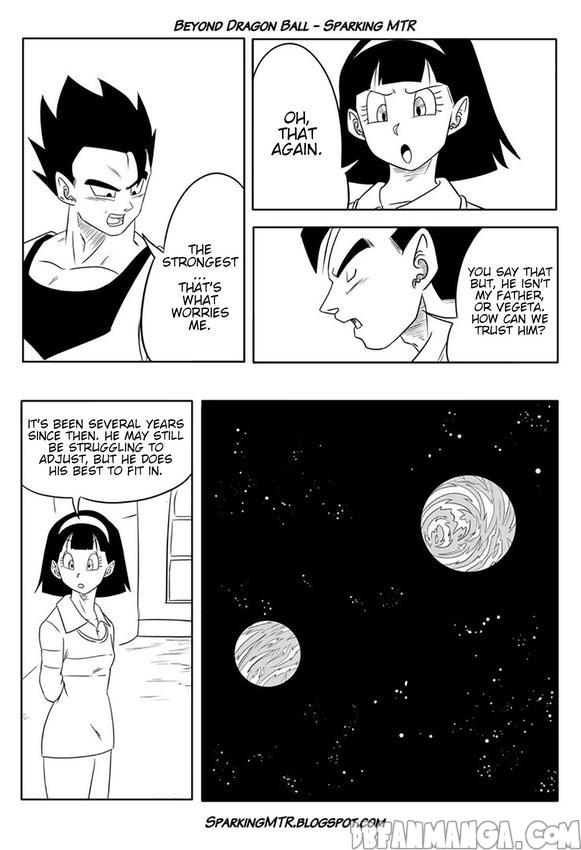 BEYOND DRAGON BALL - SPARKING MTR
THE
STRONGEST
...
THAT'S
WHAT
WORRIES
ME.
OH,
THAT
AGAIN.
YOU SAY THAT
BUT, HE ISN'T
MY FATHER,
OR VEGETA.
HOW CAN WE
TRUST HIM?
IT'S BEEN SEVERAL YEARS
SINCE THEN. HE MAY STILL
BE STRUGGLING TO
ADJUST, BUT HE DOES
HIS BEST TO FIT IN.
SPARKINGMTR.BLOGSPOT.COM
DBFANMANGA.COM